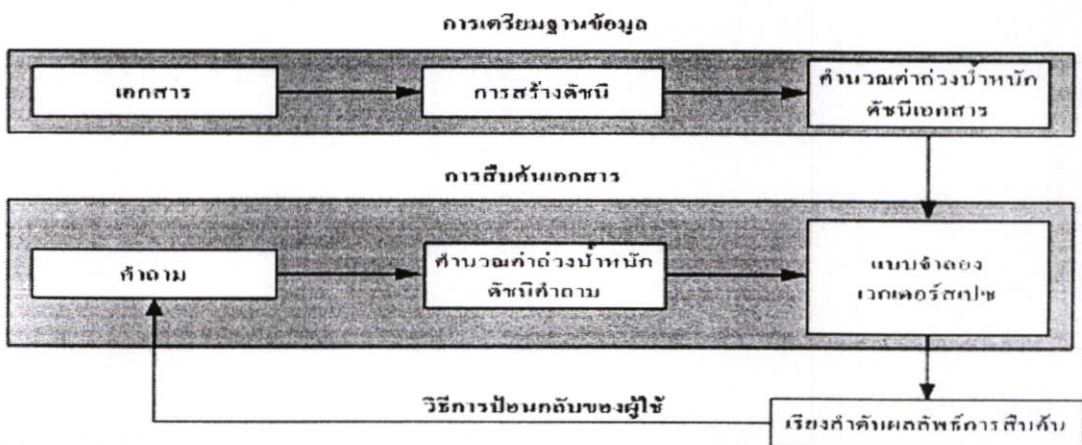 การเตรียมฐานข้อมูล
เอกสาร
การสร้างดัชนี
คำนวณค่าถ่วงน้ำหนัก
ดัชนีเอกสาร
การสืบค้นเอกสาร
คำถาม
คำนวณค่าถ่วงน้ำหนัก
ดัชนีคำถาม
แบบจำลอง
เวกเตอร์สเปซ
วิธีการป้อนกลับของผู้ใช้
เรียงลำดับผลลัพธ์การสืบค้น